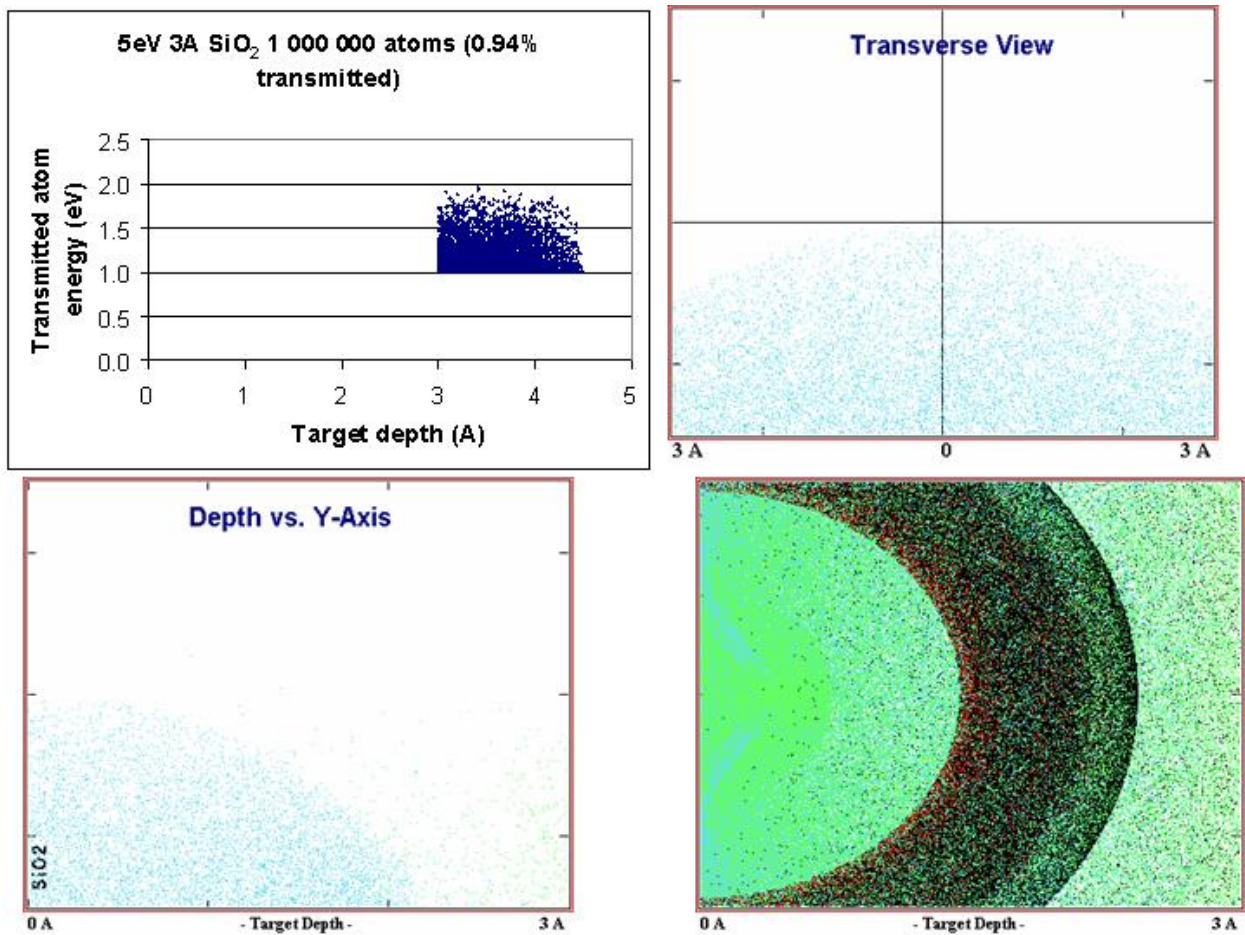 5eV 3A SiO₂ 1 000 000 atoms (0.94%
transmitted)
Transmitted atom
energy (eV)
2.5
2.0
1.5
1.0
0.5
0.0
0 1 2 3 4 5
Target depth (A)
Transverse View
3 A 0 3 A
Depth vs. Y-Axis
SiO2
0 A - Target Depth - 3 A
0 A - Target Depth - 3 A